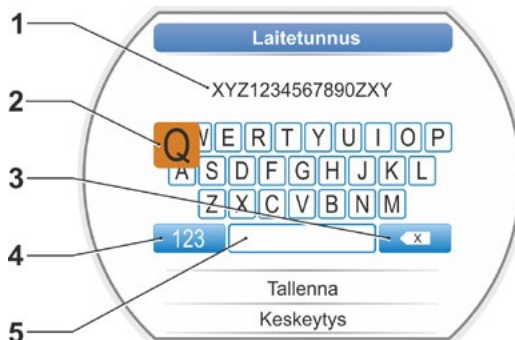 1
Laitetunnus
XYZ1234567890ZXY
2
Q W E R T Y U I O P
3
A S D F G H J K L
Z X C V B N M
4
123
X
5
Tallenna
Keskeytys